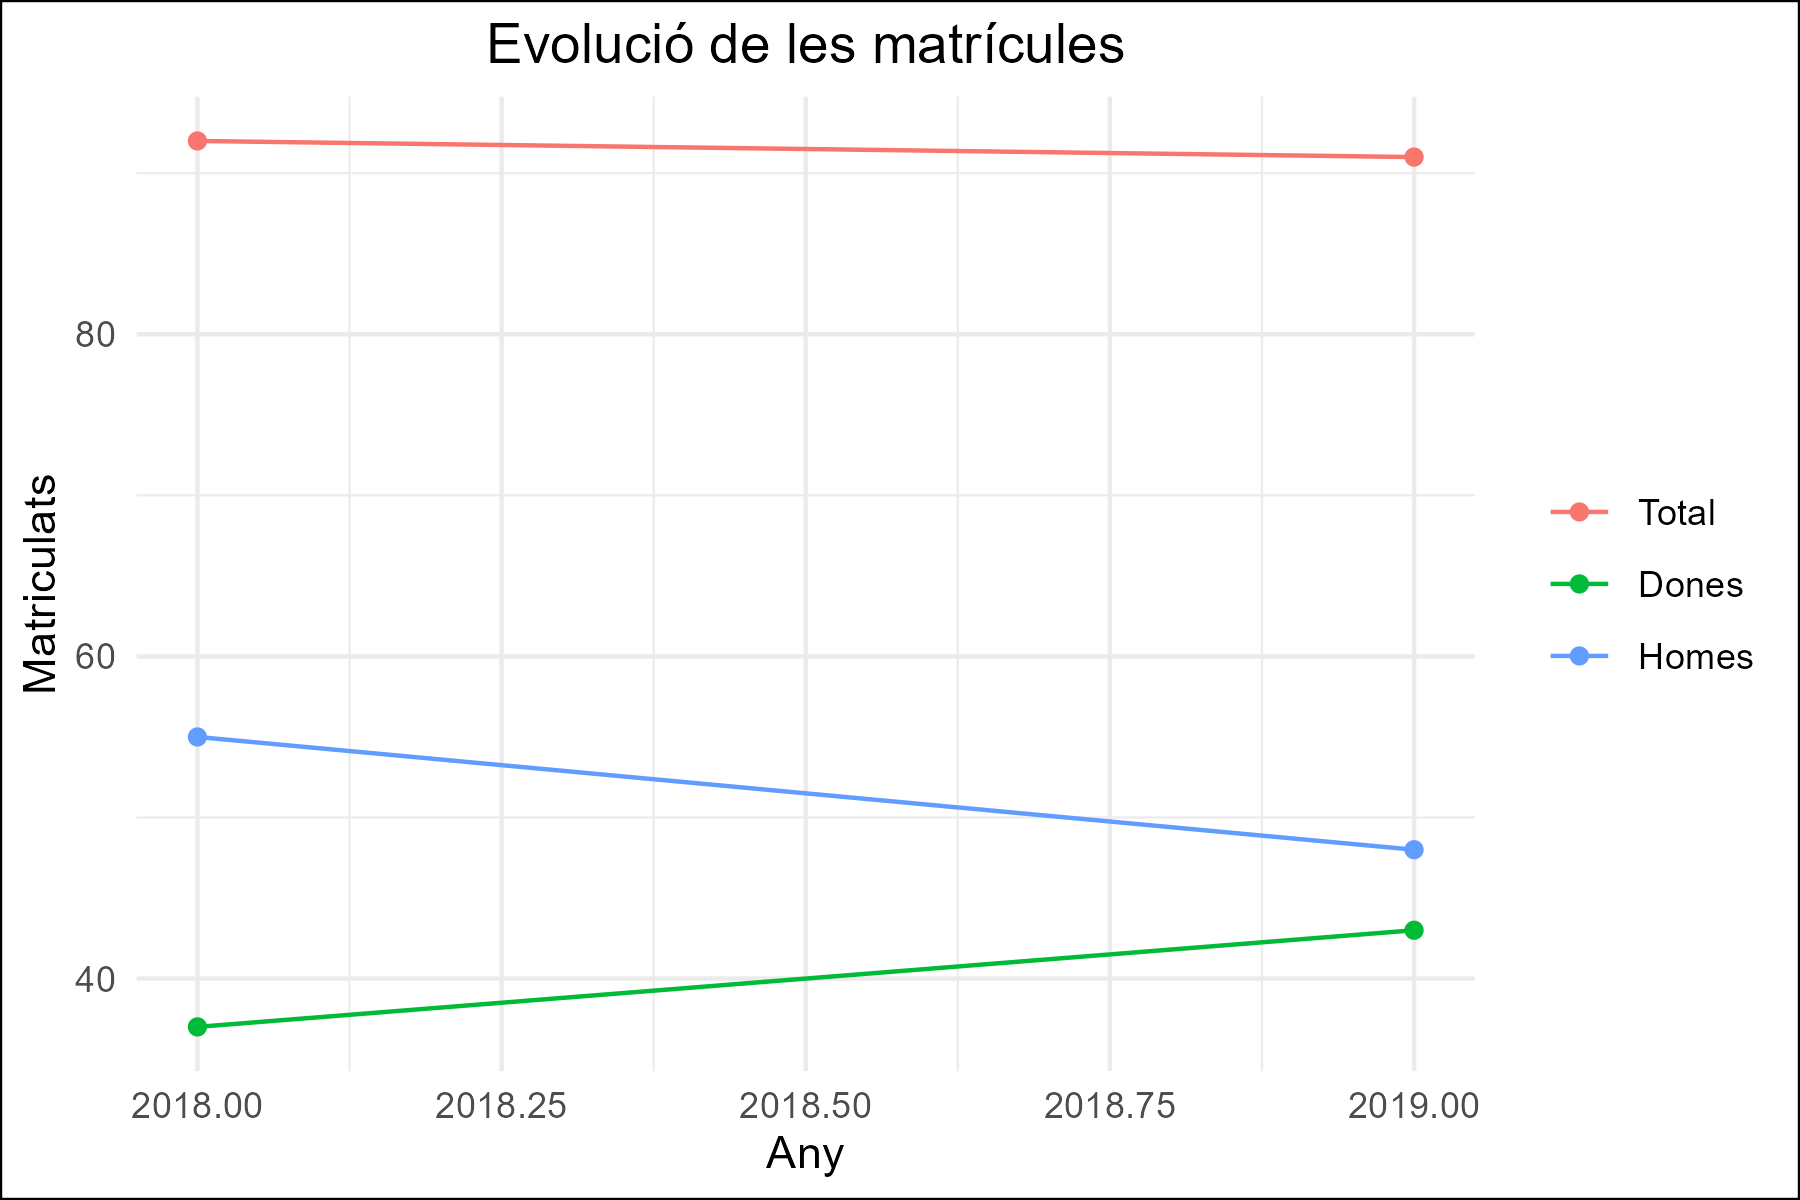 Evolució de les matrícules
Matriculats
80
60
40
2018.00 2018.25 2018.50 2018.75 2019.00
Any
Total
Dones
Homes